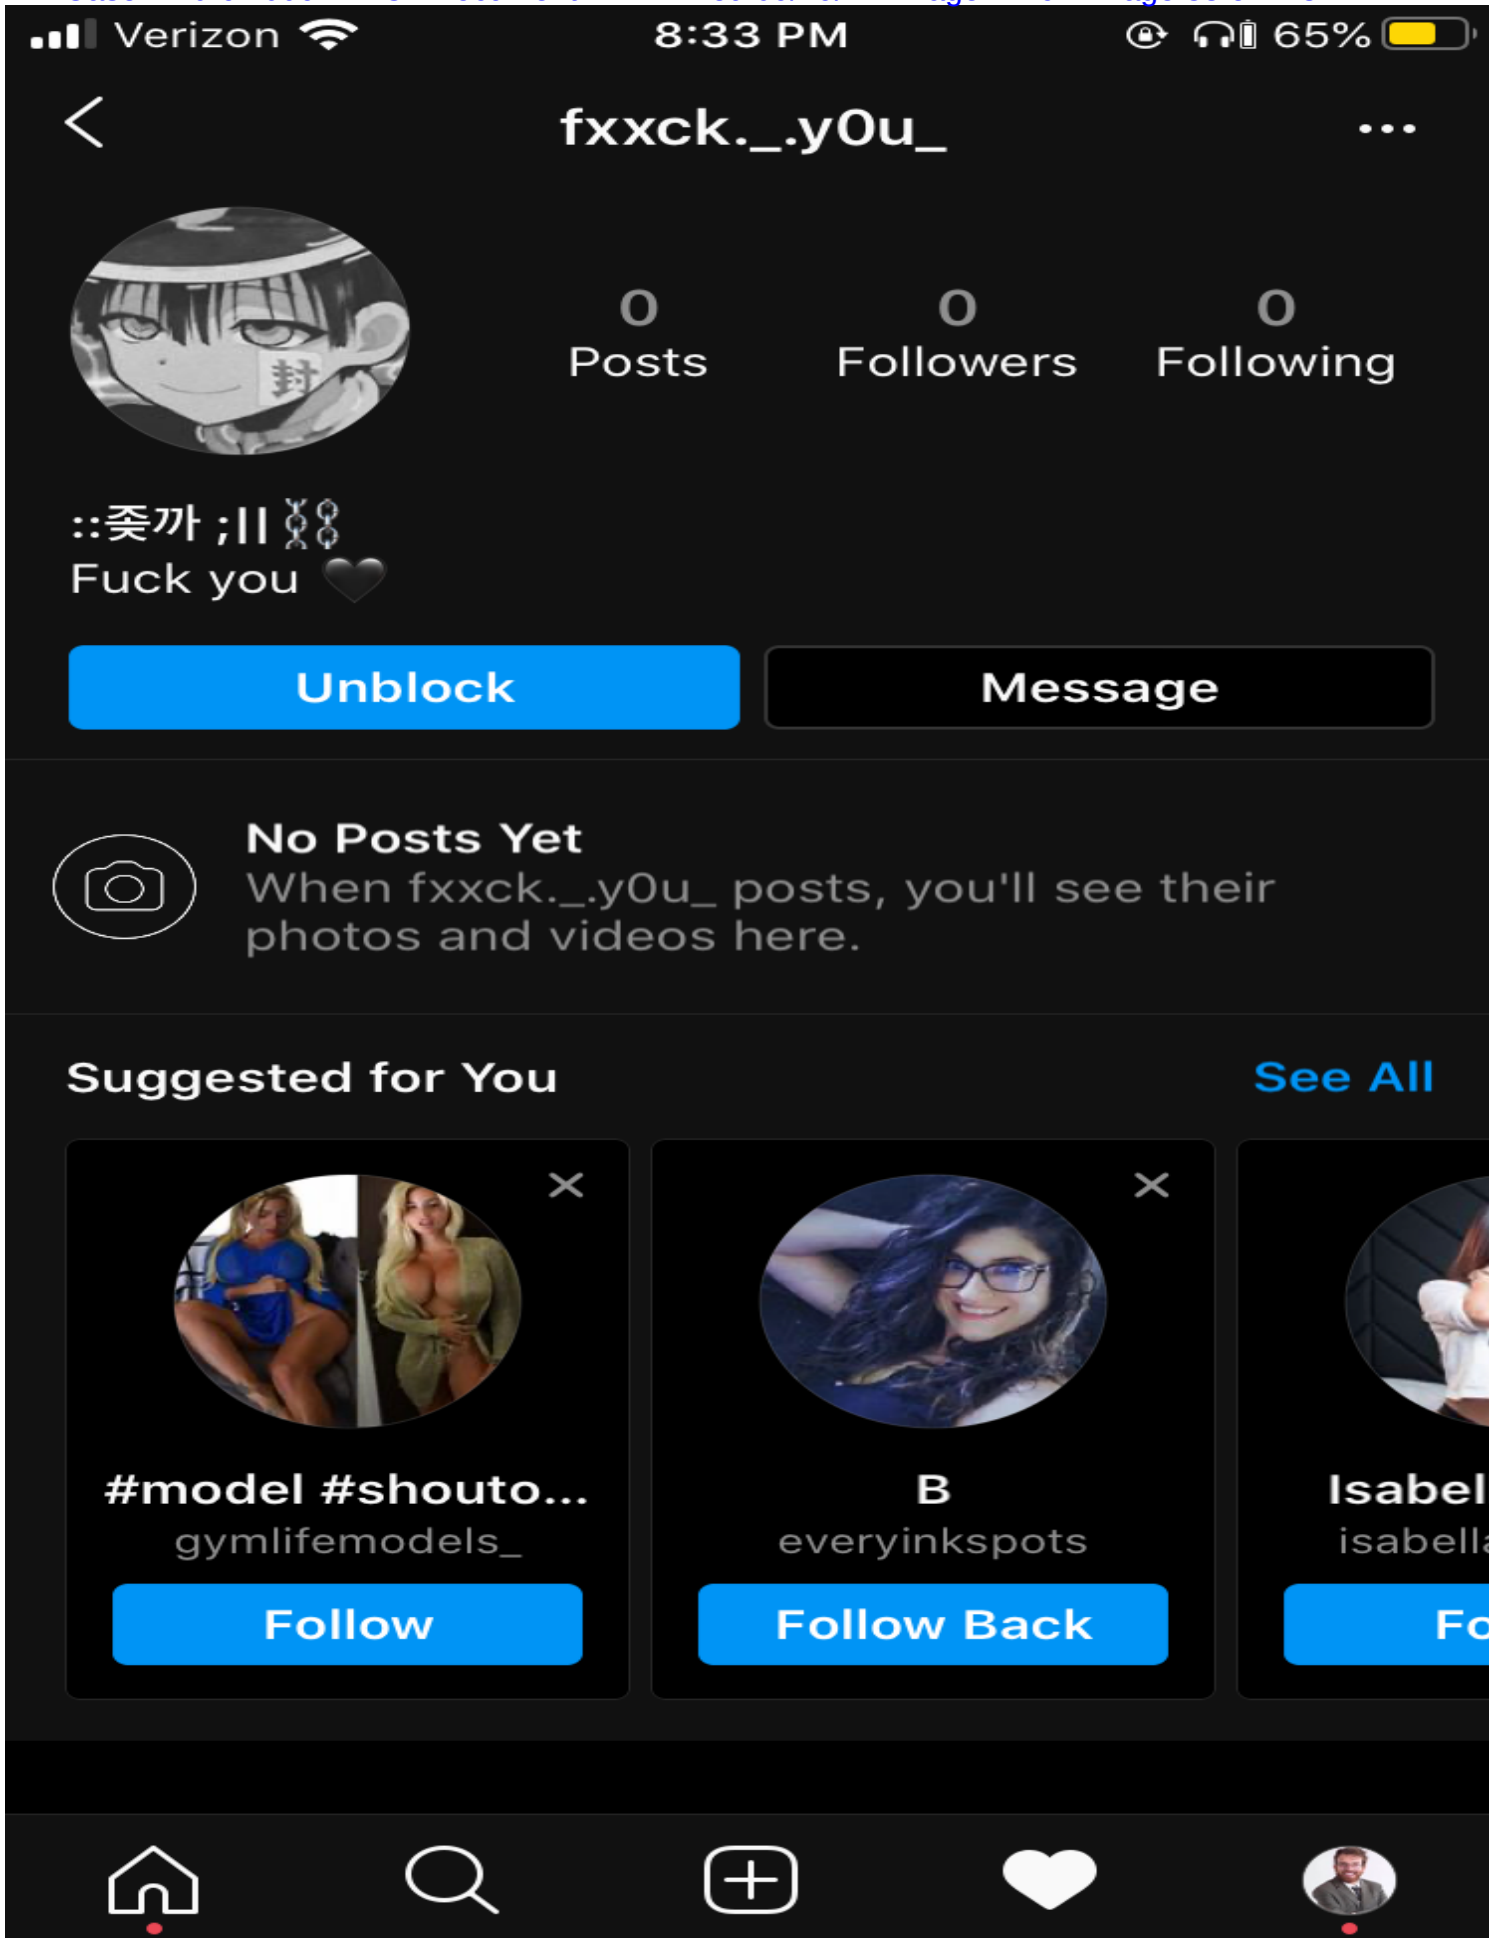 Verizon 8:33 PM 65%
fxxck._.y0u_
封
0 0 0
Posts Followers Following
::좆까 ;||⛓
Fuck you 🖤
Unblock Message
No Posts Yet
When fxxck._.y0u_ posts, you'll see their
photos and videos here.
Suggested for You See All
#model #shouto... B Isabel
gymlifemodels_ everyinkspots isabella
Follow Follow Back Fo